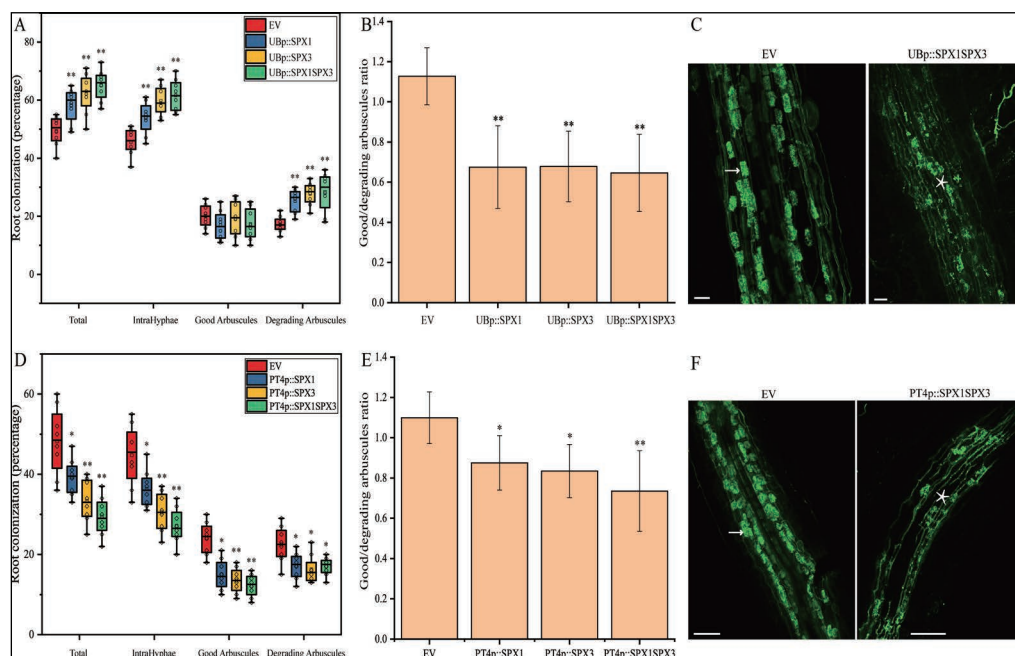 A
EV
UBp::SPX1
UBp::SPX3
UBp::SPX1SPX3
Root colonization (percentage)
80
60
40
20
0
** ** **
** ** **
** ** **
Total IntraHyphae Good Arbuscules Degrading Arbuscules
B
Good/degrading arbuscules ratio
1.4
1.2
1.0
0.8
0.6
0.4
0.2
0.0
** ** **
EV UBp::SPX1 UBp::SPX3 UBp::SPX1SPX3
C
EV UBp::SPX1SPX3
D
EV
PT4p::SPX1
PT4p::SPX3
PT4p::SPX1SPX3
Root colonization (percentage)
60
40
20
0
* ** **
* ** **
* ** **
* * *
Total IntraHyphae Good Arbuscules Degrading Arbuscules
E
Good/degrading arbuscules ratio
1.4
1.2
1.0
0.8
0.6
0.4
0.2
0.0
* * **
EV PT4p::SPX1 PT4p::SPX3 PT4p::SPX1SPX3
F
EV PT4p::SPX1SPX3